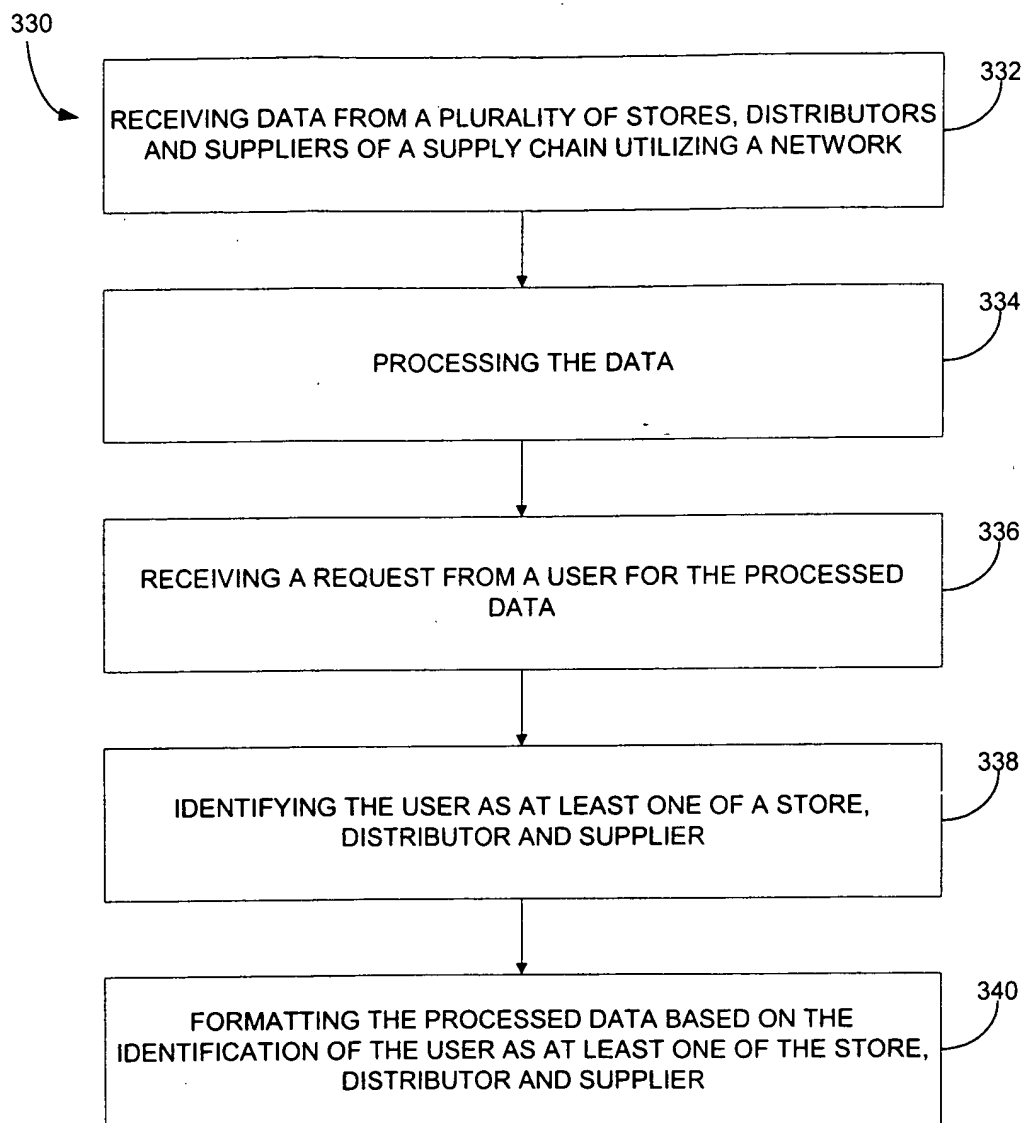 330
332
RECEIVING DATA FROM A PLURALITY OF STORES, DISTRIBUTORS
AND SUPPLIERS OF A SUPPLY CHAIN UTILIZING A NETWORK
334
PROCESSING THE DATA
336
RECEIVING A REQUEST FROM A USER FOR THE PROCESSED
DATA
338
IDENTIFYING THE USER AS AT LEAST ONE OF A STORE,
DISTRIBUTOR AND SUPPLIER
340
FORMATTING THE PROCESSED DATA BASED ON THE
IDENTIFICATION OF THE USER AS AT LEAST ONE OF THE STORE,
DISTRIBUTOR AND SUPPLIER